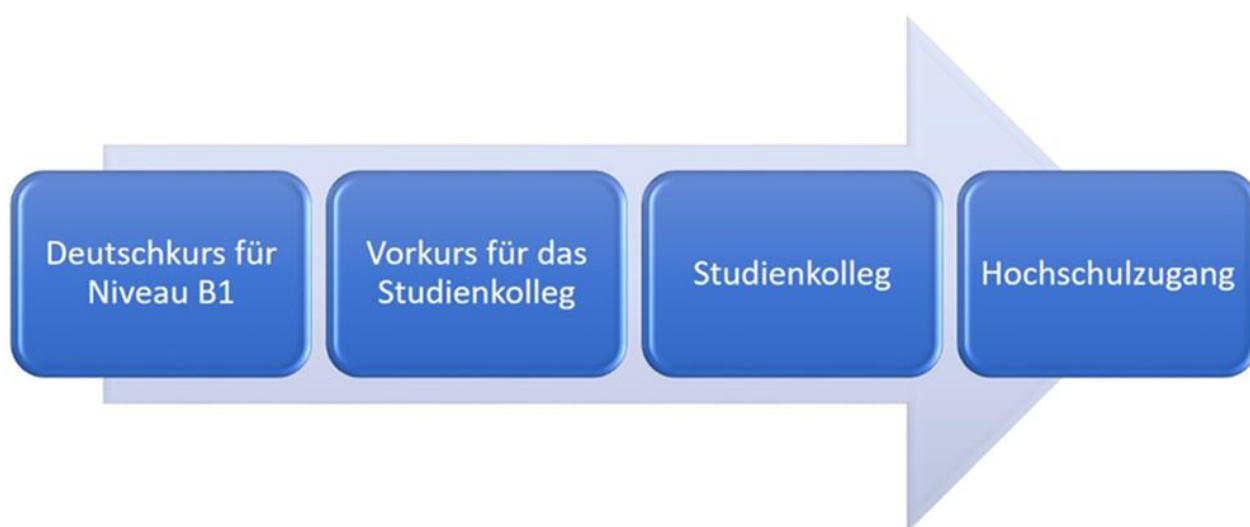 Deutschkurs für
Niveau B1
Vorkurs für das
Studienkolleg
Studienkolleg
Hochschulzugang